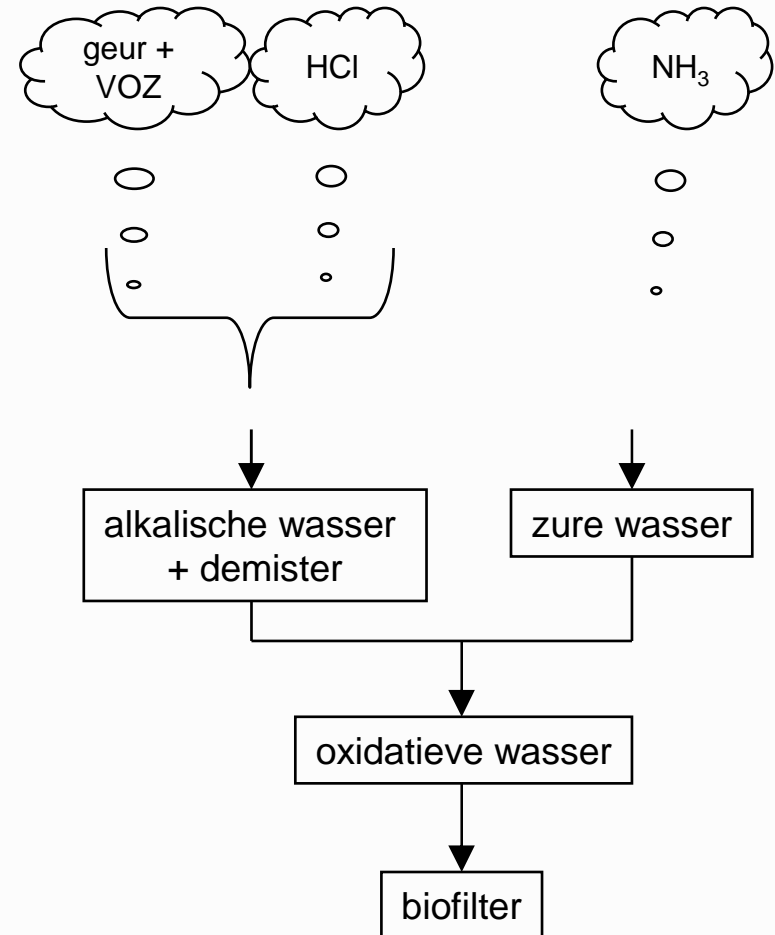 geur +
VOZ
HCl
NH₃
alkalische wasser
+ demister
zure wasser
oxidatieve wasser
biofilter